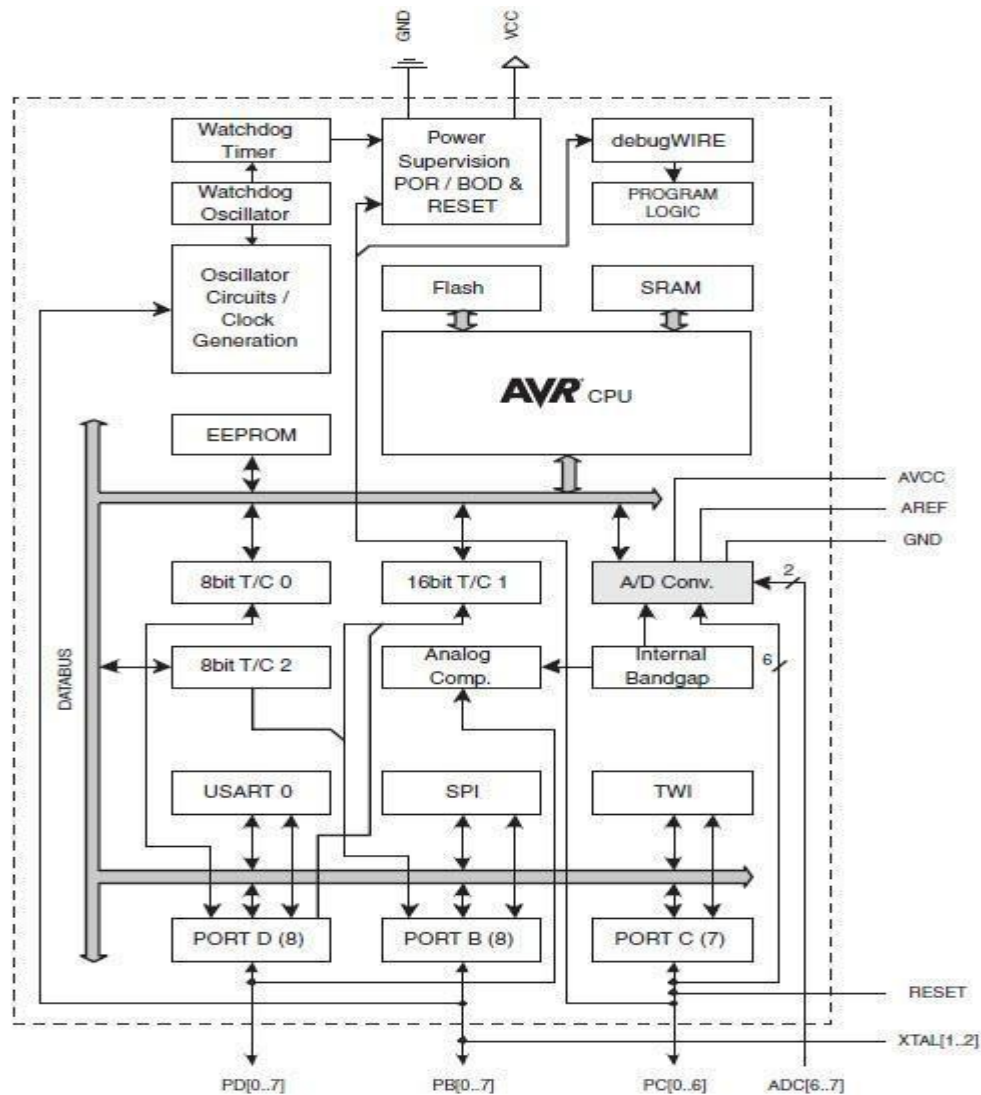 GND
VCC
Watchdog
Timer
Power
Supervision
POR / BOD &
RESET
debugWIRE
Watchdog
Oscillator
PROGRAM
LOGIC
Oscillator
Circuits /
Clock
Generation
Flash
SRAM
AVR® CPU
EEPROM
AVCC
AREF
GND
8bit T/C 0
16bit T/C 1
A/D Conv.
2
DATABUS
8bit T/C 2
Analog
Comp.
Internal
Bandgap
6
USART 0
SPI
TWI
PORT D (8)
PORT B (8)
PORT C (7)
RESET
XTAL[1..2]
PD[0..7]
PB[0..7]
PC[0..6]
ADC[6..7]